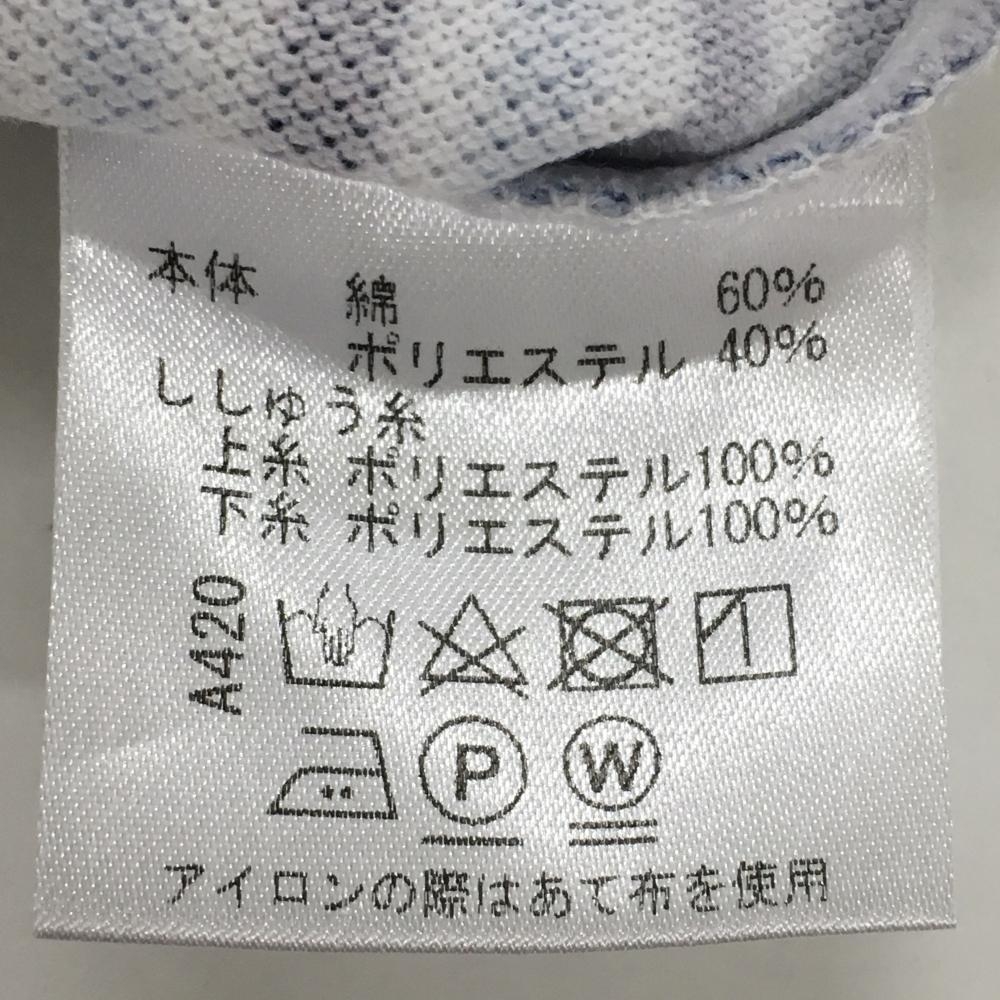 本体 綿 60%
ポリエステル 40%
ししゅう糸
上糸 ポリエステル100%
下糸 ポリエステル100%
A420
P W
アイロンの際はあて布を使用